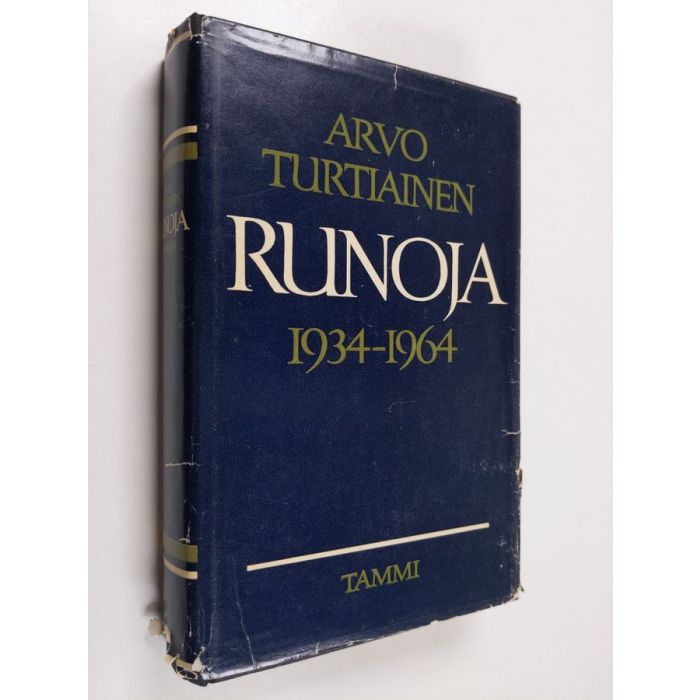 ARVO
TURTIAINEN
RUNOJA
1934-1964
TAMMI